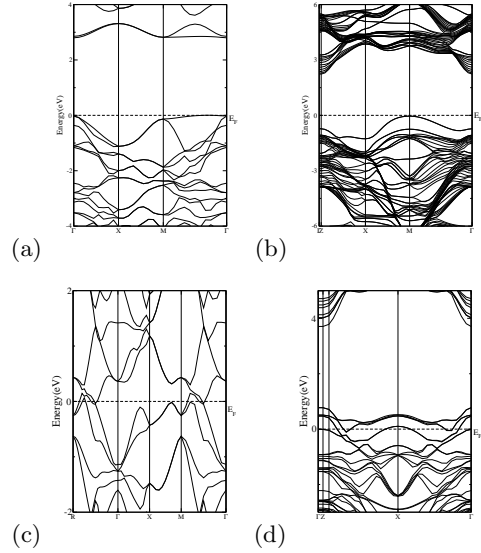 4
2
0
-2
-4
Energy(eV)
E_F
Γ X M Γ
(a)
6
3
0
-3
-6
Energy(eV)
E_F
ΓZ X M Γ
(b)
2
0
-2
Energy(eV)
E_F
R Γ X M Γ
(c)
4
0
Energy(eV)
E_F
ΓZ X Γ
(d)